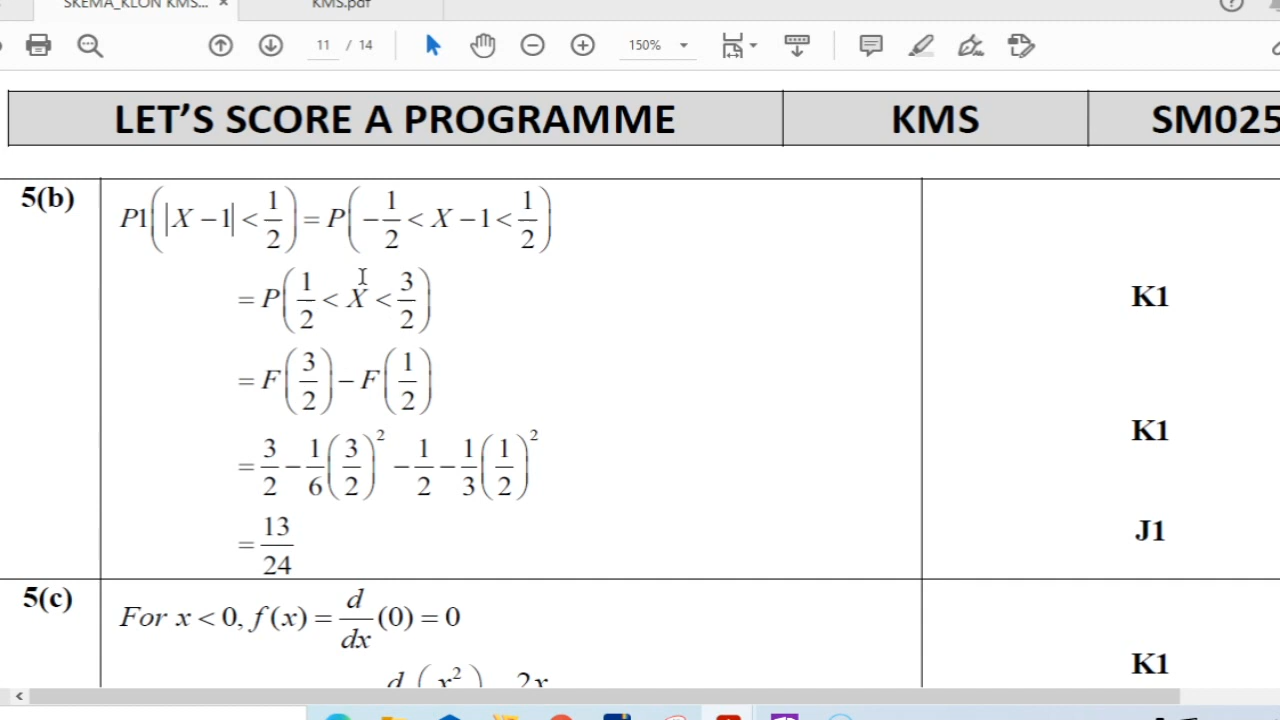 SKEMA_KLON KMS... × KMS.pdf
11 / 14 150%
LET'S SCORE A PROGRAMME KMS SM025
5(b) P1(|X − 1| < 1/2) = P(−1/2 < X − 1 < 1/2)
= P(1/2 < X < 3/2) K1
= F(3/2) − F(1/2)
= 3/2 − 1/6(3/2)² − 1/2 − 1/3(1/2)² K1
= 13/24 J1
5(c) For x < 0, f(x) = d/dx (0) = 0
K1
d ( x² ) 2x